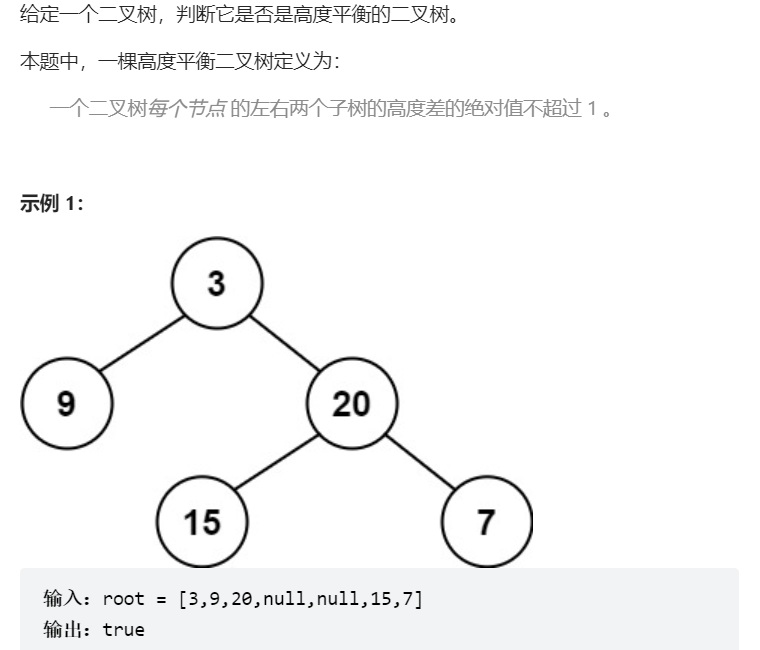 给定一个二叉树，判断它是否是高度平衡的二叉树。
本题中，一棵高度平衡二叉树定义为：
一个二叉树每个节点 的左右两个子树的高度差的绝对值不超过 1 。
示例 1：
3
9
20
15
7
输入：root = [3,9,20,null,null,15,7]
输出：true